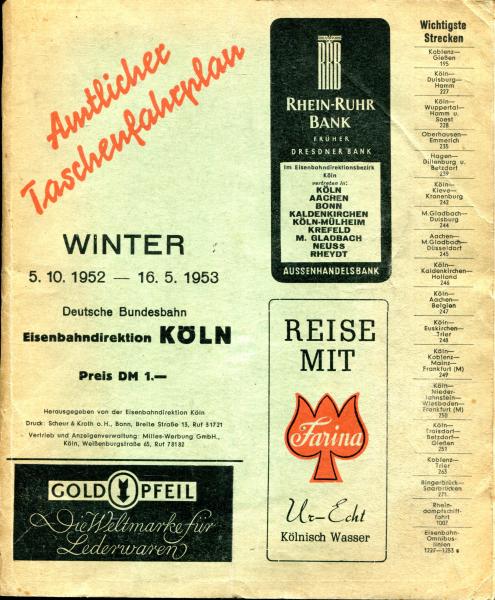 Amtlicher
Taschenfahrplan
WINTER
5. 10. 1952 — 16. 5. 1953
Deutsche Bundesbahn
Eisenbahndirektion KÖLN
Preis DM 1.—
Herausgegeben von der Eisenbahndirektion Köln
Druck: Scheur & Kroth o. H., Bonn, Breite Straße 13, Ruf 51721
Vertrieb und Anzeigenverwaltung: Milles-Werbung GmbH.,
Köln, Weißenburgstraße 65, Ruf 78132
GOLD PFEIL
Die Weltmarke für
Lederwaren
RHEIN-RUHR
BANK
FRÜHER
DRESDNER BANK
Im Eisenbahndirektionsbezirk
Köln
vertreten in:
KÖLN
AACHEN
BONN
KALDENKIRCHEN
KÖLN-MÜLHEIM
KREFELD
M. GLADBACH
NEUSS
RHEYDT
AUSSENHANDELSBANK
REISE
MIT
Farina
Ur-Echt
Kölnisch Wasser
Wichtigste
Strecken
Koblenz—
Gießen
195
Köln—
Duisburg—
Hamm
227
Köln—
Wuppertal—
Hamm u.
Soest
228
Oberhausen—
Emmerich
235
Hagen—
Dillenburg u.
Betzdorf
239
Köln—
Kleve—
Kranenburg
242
M.Gladbach—
Duisburg
244
Aachen—
M.Gladbach—
Düsseldorf
245
Köln—
Kaldenkirchen—
Holland
246
Köln—
Aachen—
Belgien
247
Köln—
Euskirchen—
Trier
248
Köln—
Koblenz—
Mainz—
Frankfurt (M)
249
Köln—
Nieder-
lahnstein—
Wiesbaden—
Frankfurt (M)
250
Köln—
Troisdorf—
Betzdorf—
Gießen
251
Koblenz—
Trier
263
Bingerbrück—
Saarbrücken
271
Rhein-
dampfschiff-
fahrt
1007
Eisenbahn-
Omnibus-
linien
1227—1253